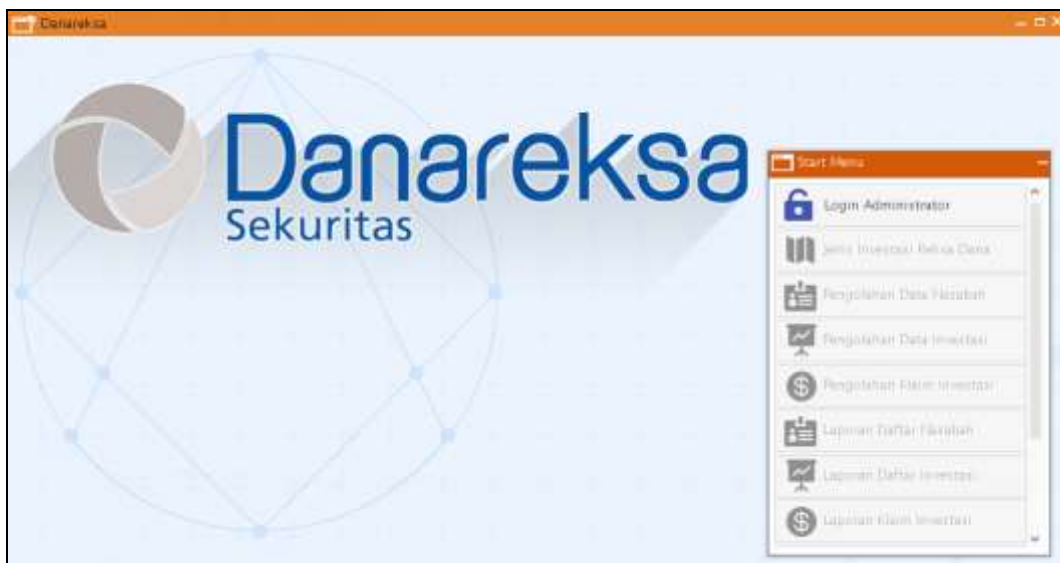 Danareksa
Danareksa
Sekuritas
Start Menu
Login Administrator
Jenis Investasi Reksa Dana
Pengolahan Data Nasabah
Pengolahan Data Investasi
Pengolahan Klaim Investasi
Laporan Daftar Nasabah
Laporan Daftar Investasi
Laporan Klaim Investasi